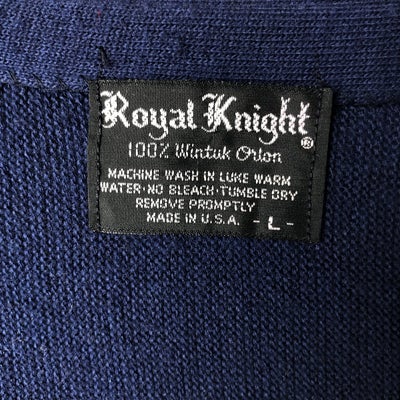 Royal Knight®
100% Wintuk Orlon
MACHINE WASH IN LUKE WARM
WATER·NO BLEACH·TUMBLE DRY
REMOVE PROMPTLY
MADE IN U.S.A. - L -